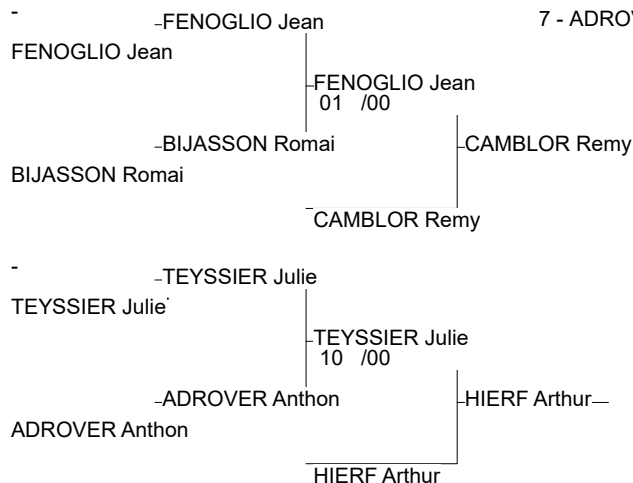 -
FENOGLIO Jean
7 - ADROV
FENOGLIO Jean
FENOGLIO Jean
01 /00
BIJASSON Romai
CAMBLOR Remy
BIJASSON Romai
CAMBLOR Remy
-
TEYSSIER Julie
TEYSSIER Julie
TEYSSIER Julie
10 /00
ADROVER Anthon
HIERF Arthur
ADROVER Anthon
HIERF Arthur